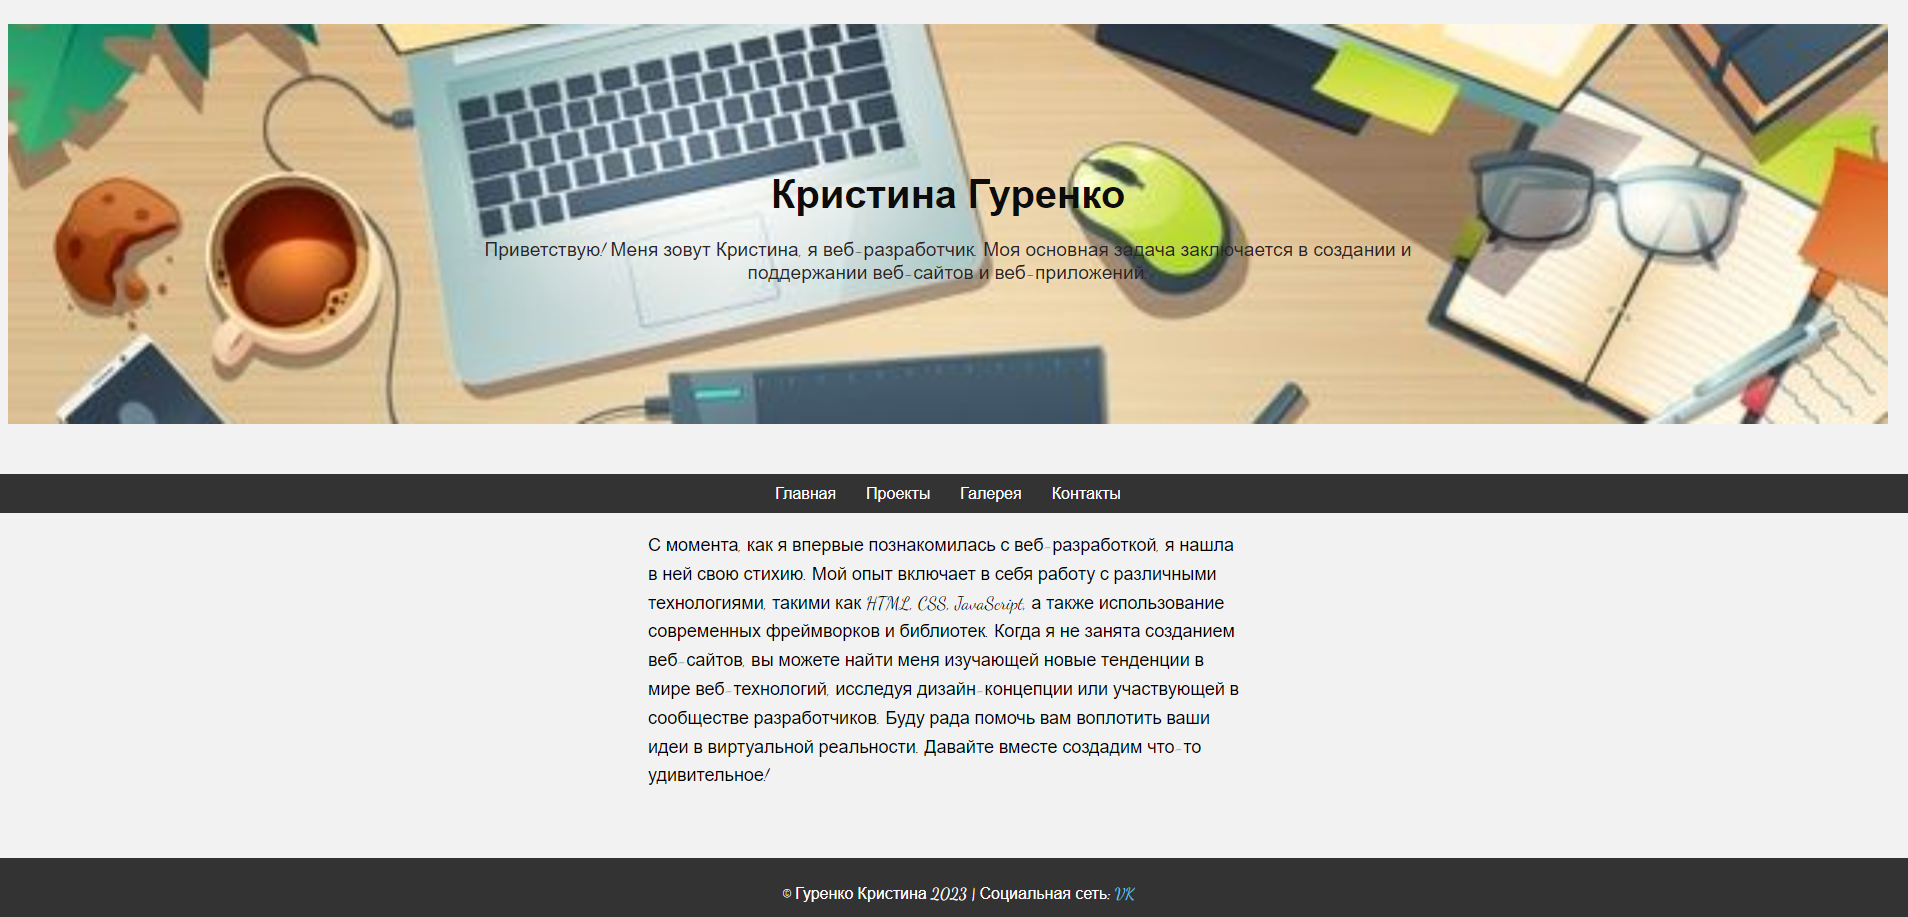 Кристина Гуренко
Приветствую! Меня зовут Кристина, я веб-разработчик. Моя основная задача заключается в создании и
поддержании веб-сайтов и веб-приложений.
Главная Проекты Галерея Контакты
С момента, как я впервые познакомилась с веб-разработкой, я нашла
в ней свою стихию. Мой опыт включает в себя работу с различными
технологиями, такими как HTML, CSS, JavaScript, а также использование
современных фреймворков и библиотек. Когда я не занята созданием
веб-сайтов, вы можете найти меня изучающей новые тенденции в
мире веб-технологий, исследуя дизайн-концепции или участвующей в
сообществе разработчиков. Буду рада помочь вам воплотить ваши
идеи в виртуальной реальности. Давайте вместе создадим что-то
удивительное!
© Гуренко Кристина 2023 | Социальная сеть: VK